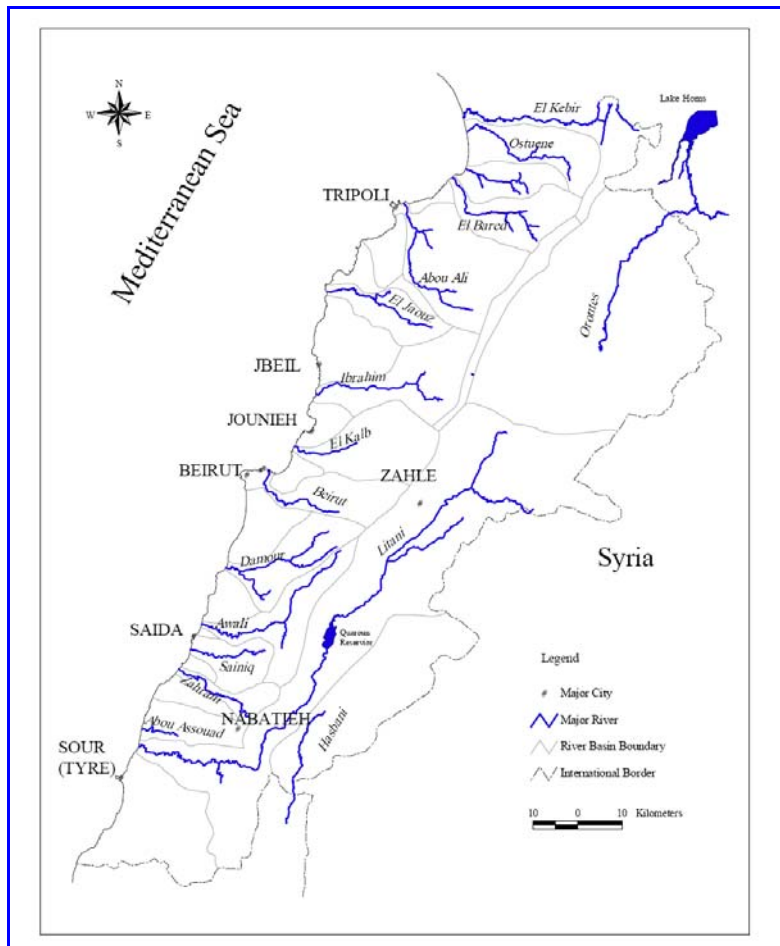 N
W E
S
Mediterranean Sea
El Kebir
Lake Homs
Ostuene
TRIPOLI
El Bared
Abou Ali
El Jaouz
Orontes
JBEIL
Ibrahim
JOUNIEH
El Kalb
BEIRUT
ZAHLE
Beirut
Litani
Damour
Syria
Awali
SAIDA
Quaroun
Reservoir
Sainiq
Legend
Zahrani
Major City
Abou Assouad
NABATIEH
Hasbani
Major River
SOUR
(TYRE)
River Basin Boundary
International Border
10 0 10 Kilometers